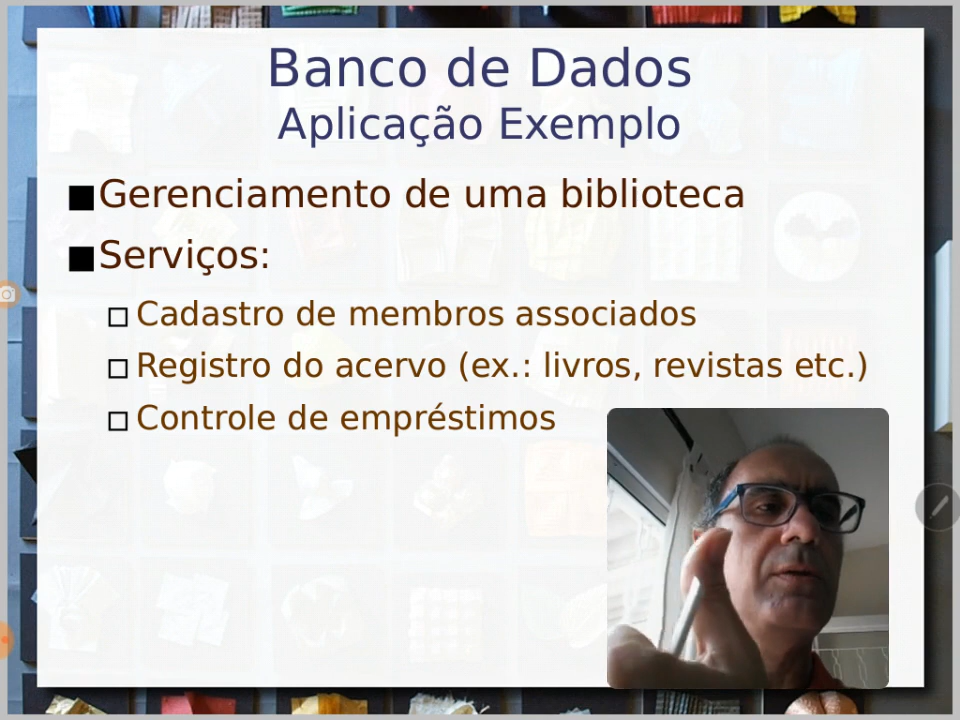 Banco de Dados
Aplicação Exemplo
Gerenciamento de uma biblioteca
Serviços:
Cadastro de membros associados
Registro do acervo (ex.: livros, revistas etc.)
Controle de empréstimos